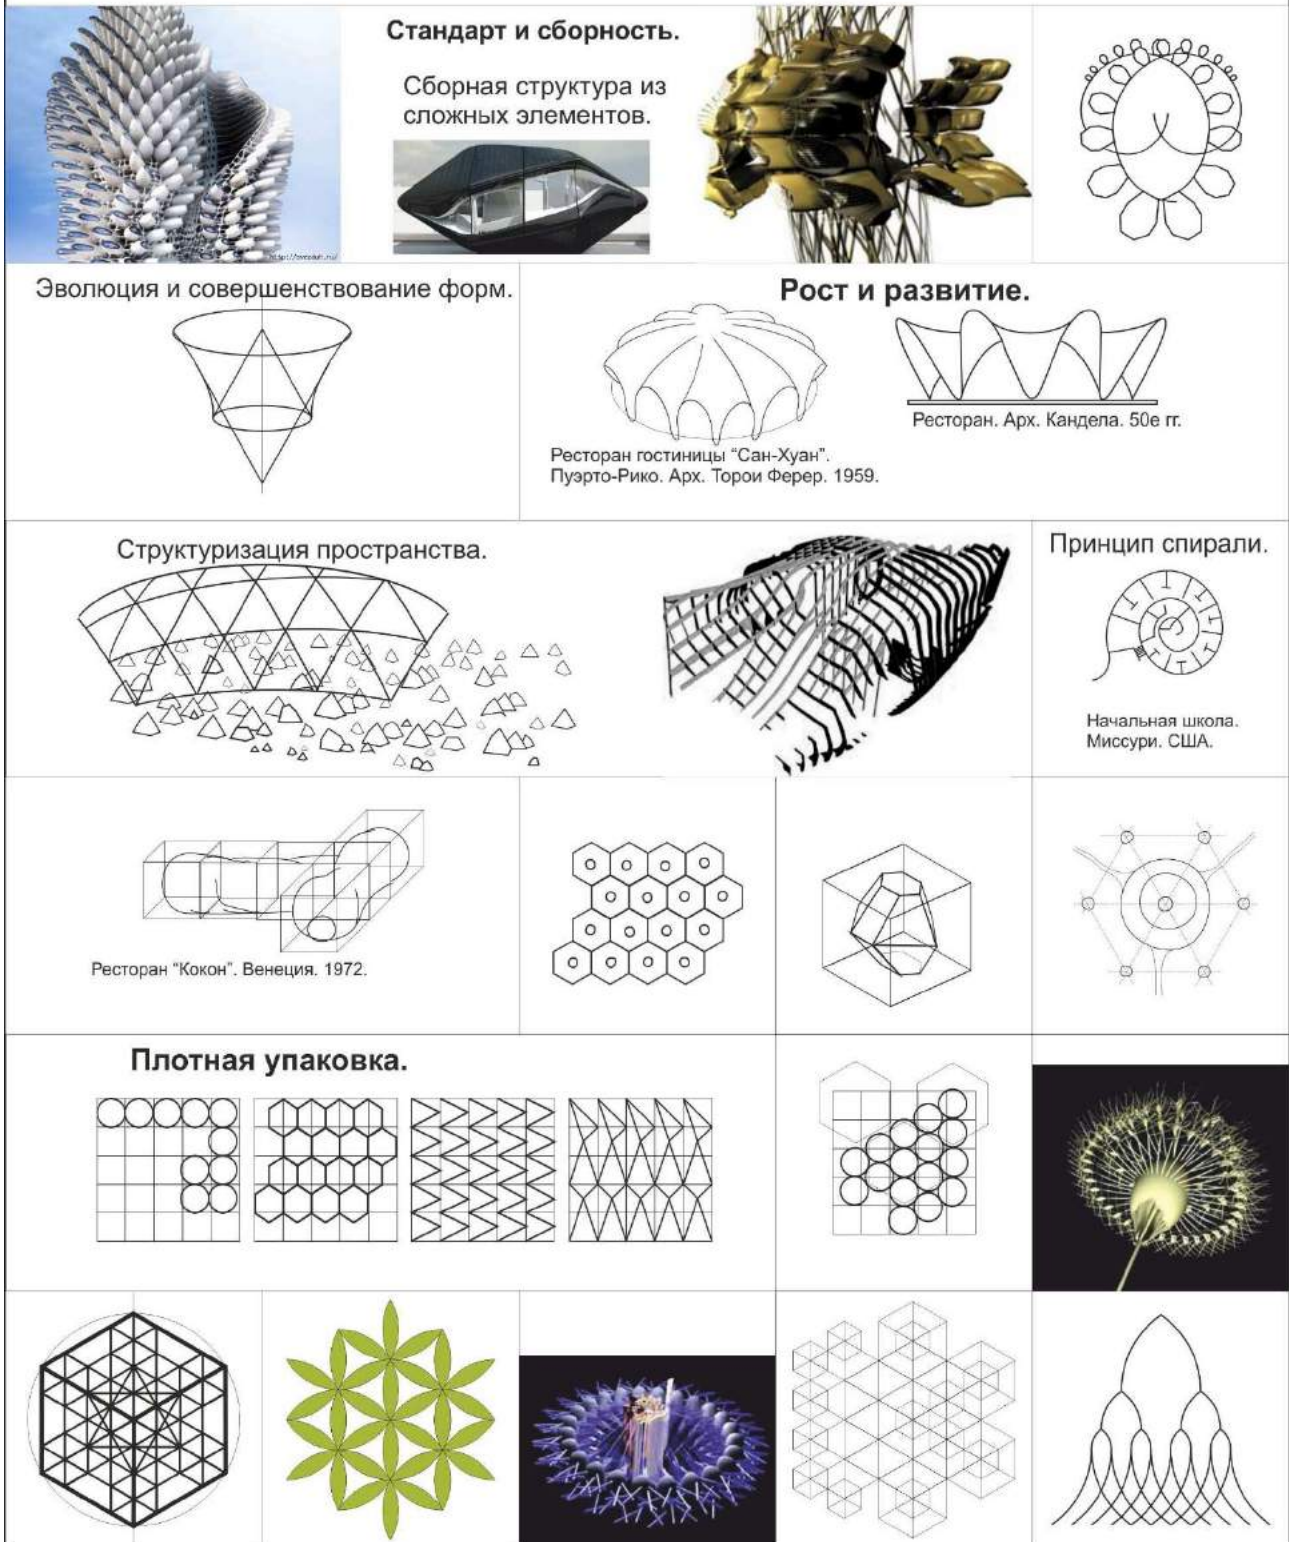 Стандарт и сборность.
Сборная структура из
сложных элементов.
Эволюция и совершенствование форм.
Рост и развитие.
Ресторан гостиницы “Сан-Хуан”.
Пуэрто-Рико. Арх. Торои Ферер. 1959.
Ресторан. Арх. Кандела. 50е гг.
Структуризация пространства.
Принцип спирали.
Начальная школа.
Миссури. США.
Ресторан “Кокон”. Венеция. 1972.
Плотная упаковка.